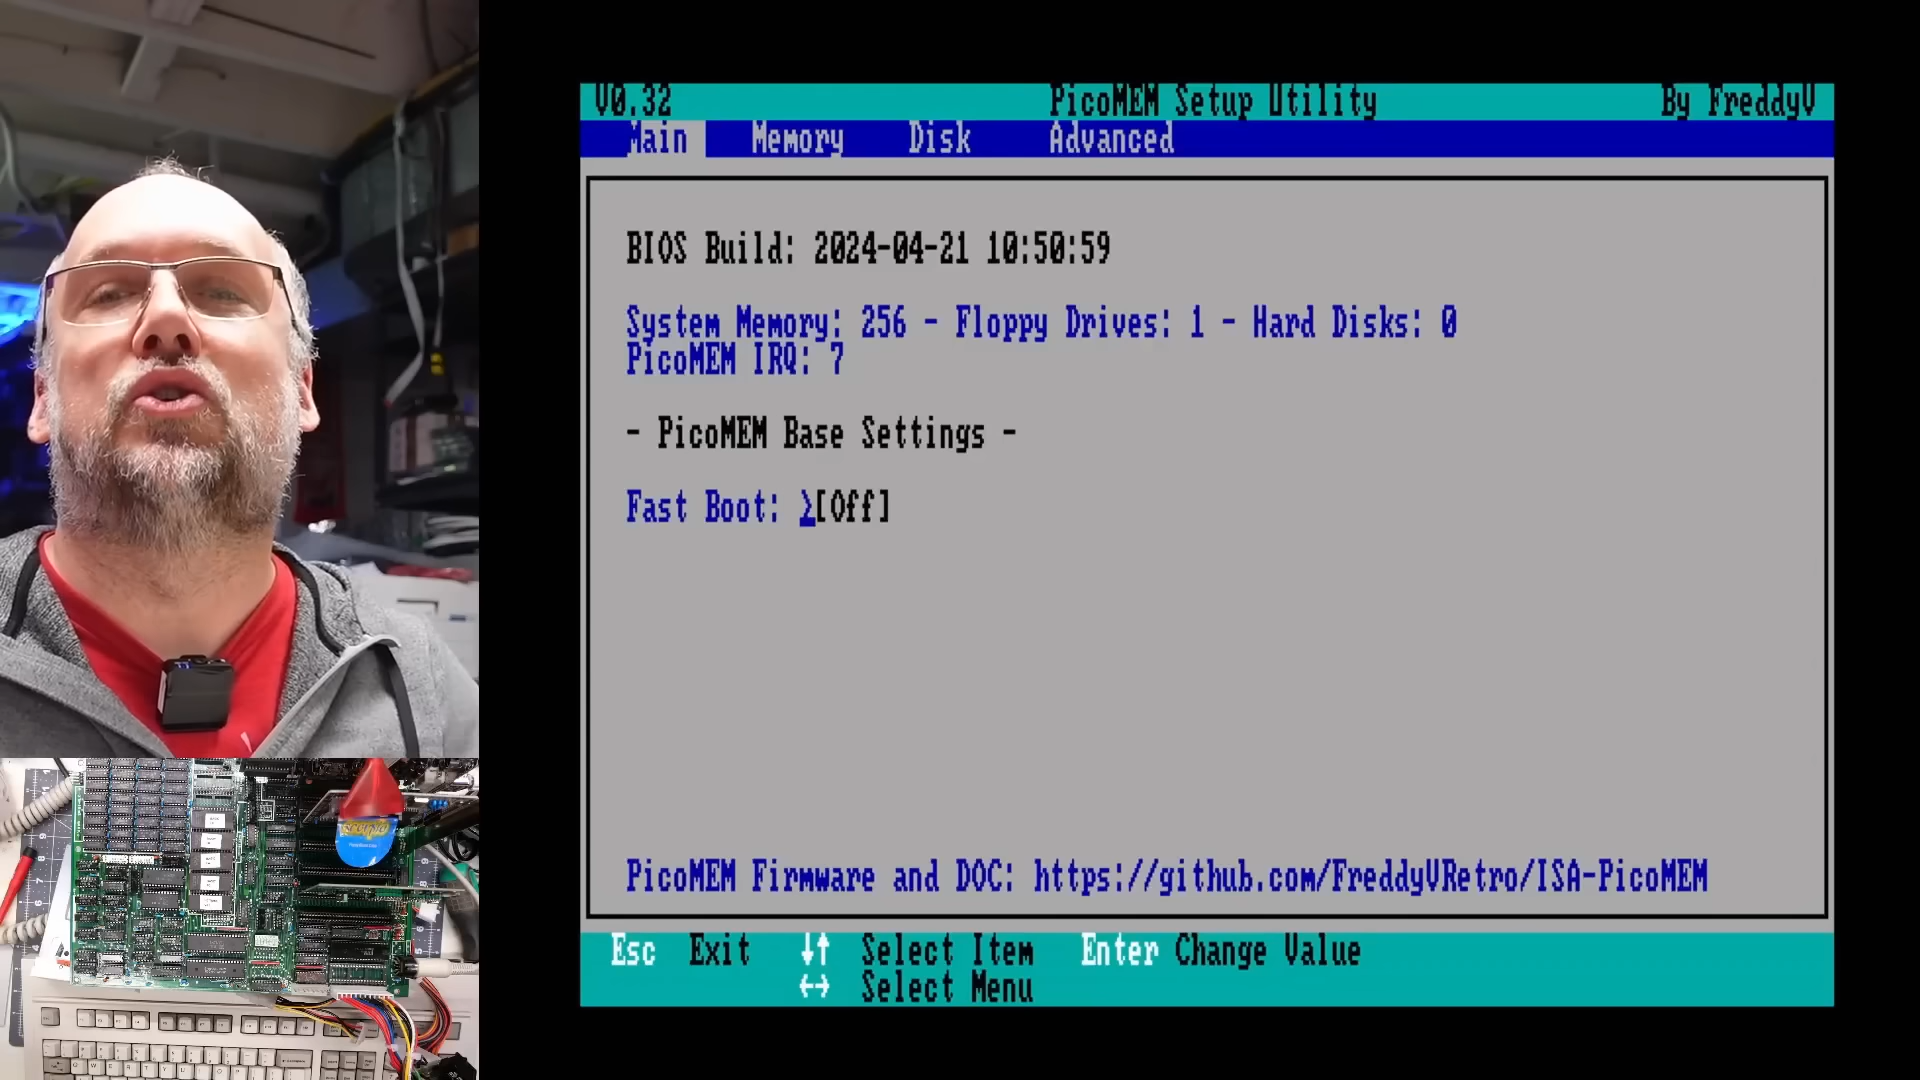 V0.32 PicoMEM Setup Utility By FreddyV
Main Memory Disk Advanced
BIOS Build: 2024-04-21 10:50:59
System Memory: 256 - Floppy Drives: 1 - Hard Disks: 0
PicoMEM IRQ: 7
- PicoMEM Base Settings -
Fast Boot: >[Off]
PicoMEM Firmware and DOC: https://github.com/FreddyVRetro/ISA-PicoMEM
Esc Exit ↓↑ Select Item Enter Change Value
↔ Select Menu